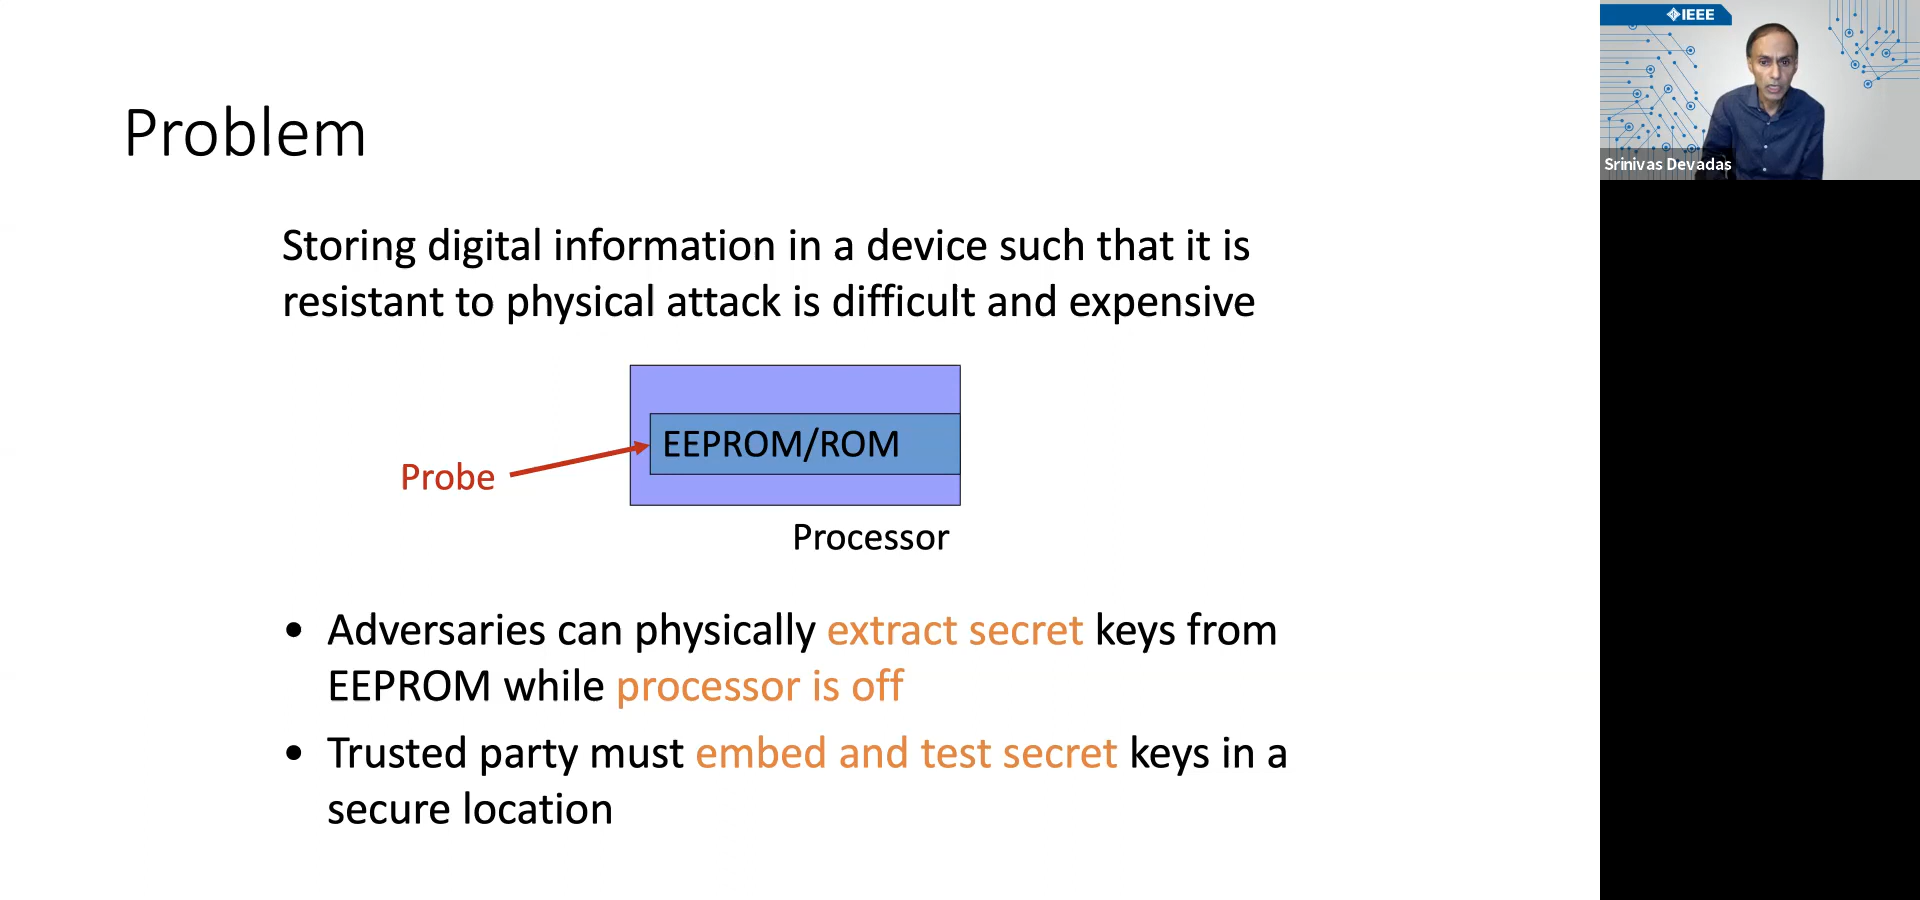 IEEE
Srinivas Devadas
Problem
Storing digital information in a device such that it is
resistant to physical attack is difficult and expensive
EEPROM/ROM
Probe
Processor
• Adversaries can physically extract secret keys from
EEPROM while processor is off
• Trusted party must embed and test secret keys in a
secure location